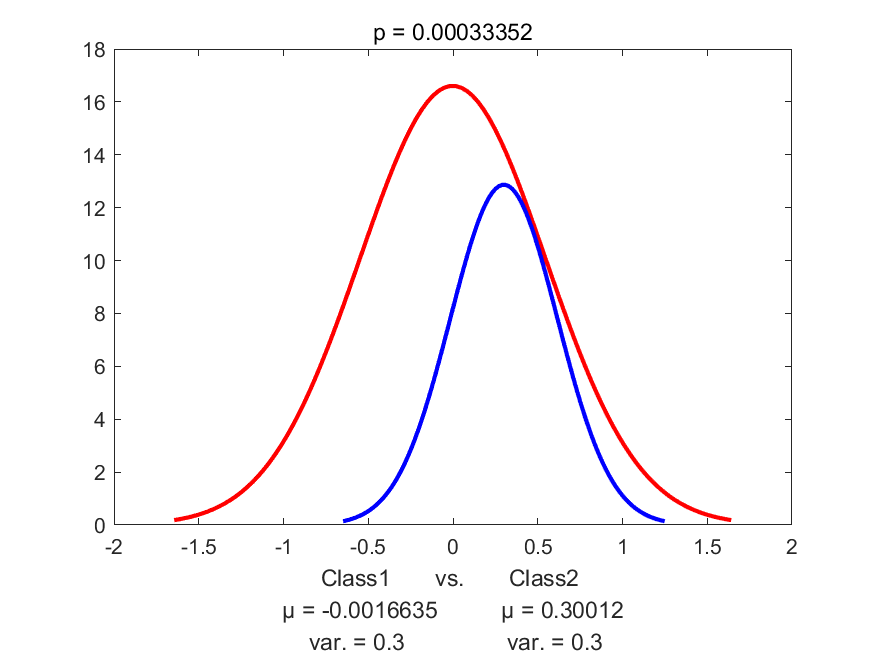 p = 0.00033352
18
16
14
12
10
8
6
4
2
0
-2 -1.5 -1 -0.5 0 0.5 1 1.5 2
Class1 vs. Class2
μ = -0.0016635 μ = 0.30012
var. = 0.3 var. = 0.3